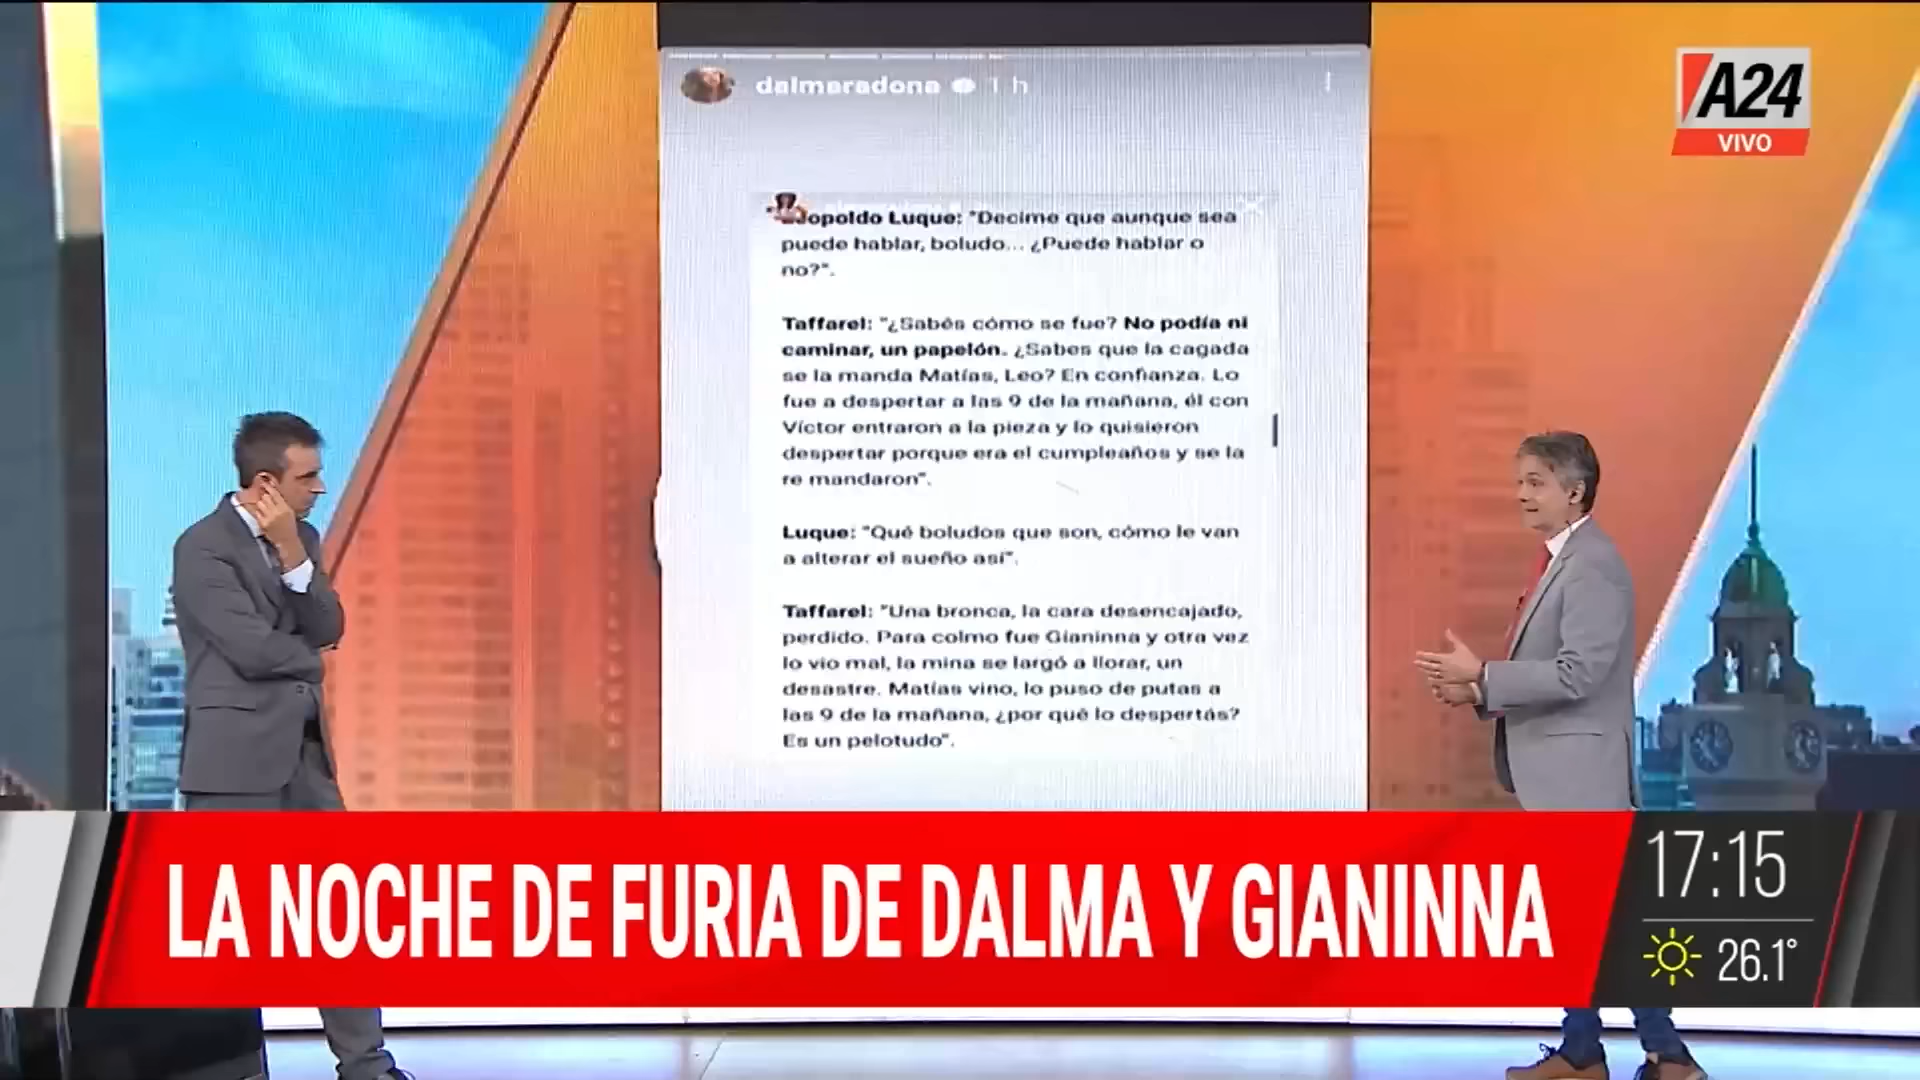 dalmaradona 1 h
A24
VIVO
Leopoldo Luque: "Decime que aunque sea
puede hablar, boludo... ¿Puede hablar o
no?".
Taffarel: "¿Sabés cómo se fue? No podía ni
caminar, un papelón. ¿Sabes que la cagada
se la manda Matías, Leo? En confianza. Lo
fue a despertar a las 9 de la mañana, él con
Víctor entraron a la pieza y lo quisieron
despertar porque era el cumpleaños y se la
re mandaron".
Luque: "Qué boludos que son, cómo le van
a alterar el sueño así".
Taffarel: "Una bronca, la cara desencajado,
perdido. Para colmo fue Gianinna y otra vez
lo vio mal, la mina se largó a llorar, un
desastre. Matías vino, lo puso de putas a
las 9 de la mañana, ¿por qué lo despertás?
Es un pelotudo".
LA NOCHE DE FURIA DE DALMA Y GIANINNA
17:15
26.1°